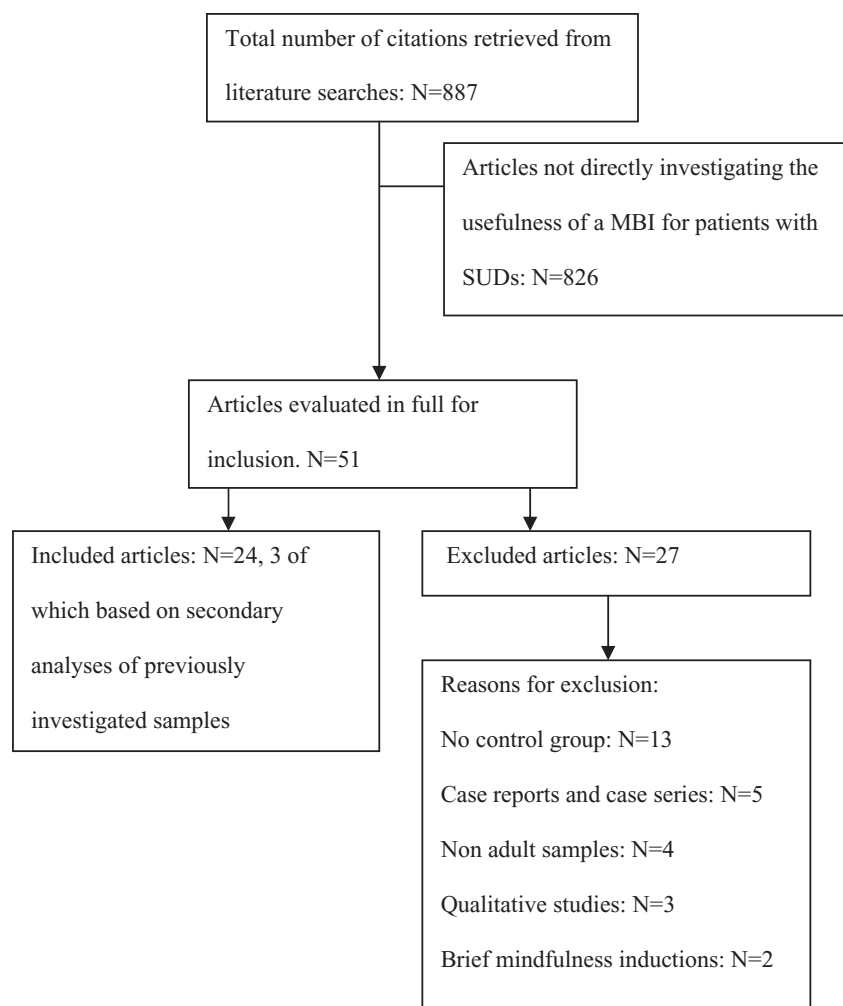 Total number of citations retrieved from
literature searches: N=887
Articles not directly investigating the
usefulness of a MBI for patients with
SUDs: N=826
Articles evaluated in full for
inclusion. N=51
Included articles: N=24, 3 of
which based on secondary
analyses of previously
investigated samples
Excluded articles: N=27
Reasons for exclusion:
No control group: N=13
Case reports and case series: N=5
Non adult samples: N=4
Qualitative studies: N=3
Brief mindfulness inductions: N=2